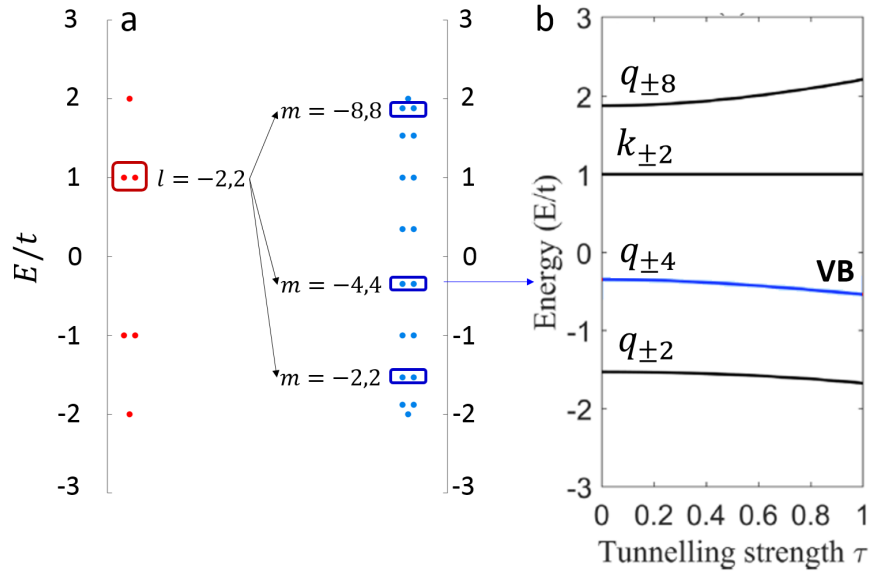 a
3
2
1
0
-1
-2
-3
E/t
l = −2,2
m = −8,8
m = −4,4
m = −2,2
3
2
1
0
-1
-2
-3
b
3
2
1
0
-1
-2
-3
Energy (E/t)
q±8
k±2
q±4
VB
q±2
0 0.2 0.4 0.6 0.8 1
Tunnelling strength τ